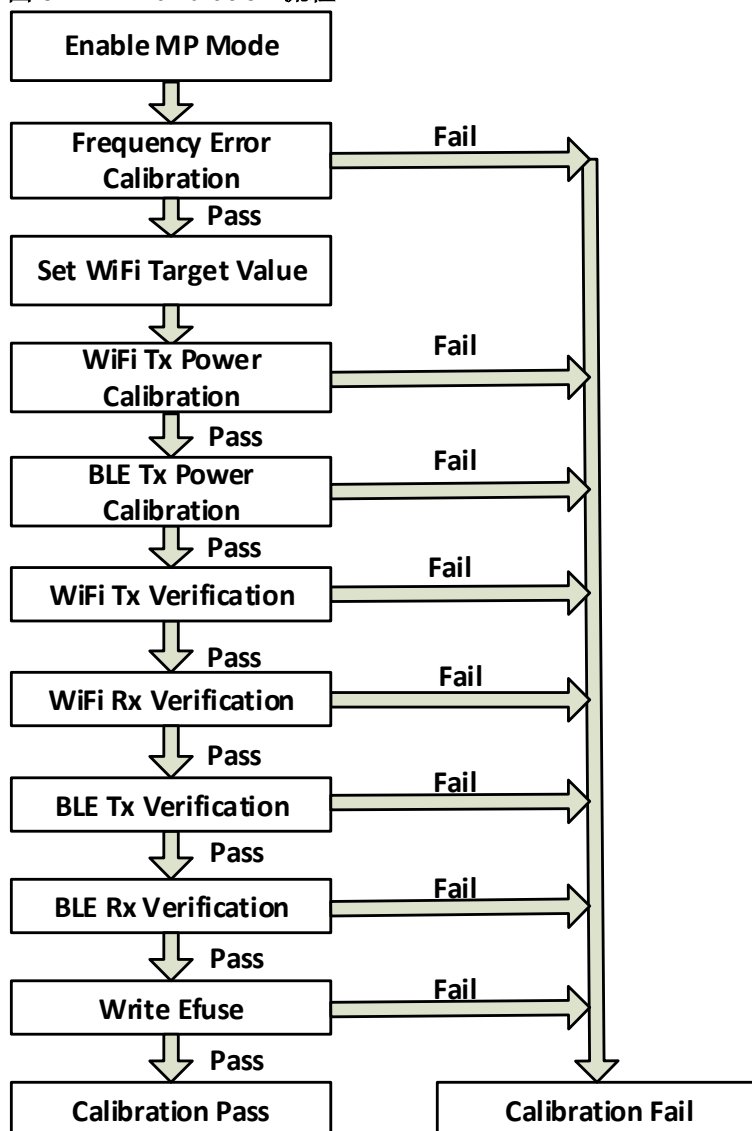 Enable MP Mode
Frequency Error
Calibration
Fail
Pass
Set WiFi Target Value
WiFi Tx Power
Calibration
Fail
Pass
BLE Tx Power
Calibration
Fail
Pass
WiFi Tx Verification
Fail
Pass
WiFi Rx Verification
Fail
Pass
BLE Tx Verification
Fail
Pass
BLE Rx Verification
Fail
Pass
Write Efuse
Fail
Pass
Calibration Pass
Calibration Fail